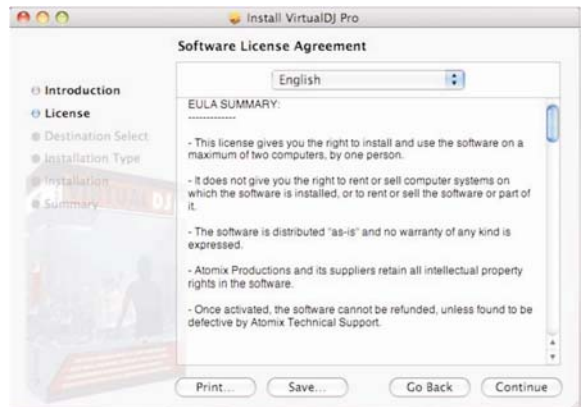 Install VirtualDJ Pro
Software License Agreement
Introduction
License
Destination Select
Installation Type
Installation
Summary
English
EULA SUMMARY:
-------------
- This license gives you the right to install and use the software on a
maximum of two computers, by one person.
- It does not give you the right to rent or sell computer systems on
which the software is installed, or to rent or sell the software or part of
it.
- The software is distributed "as-is" and no warranty of any kind is
expressed.
- Atomix Productions and its suppliers retain all intellectual property
rights in the software.
- Once activated, the software cannot be refunded, unless found to be
defective by Atomix Technical Support.
Print...
Save...
Go Back
Continue